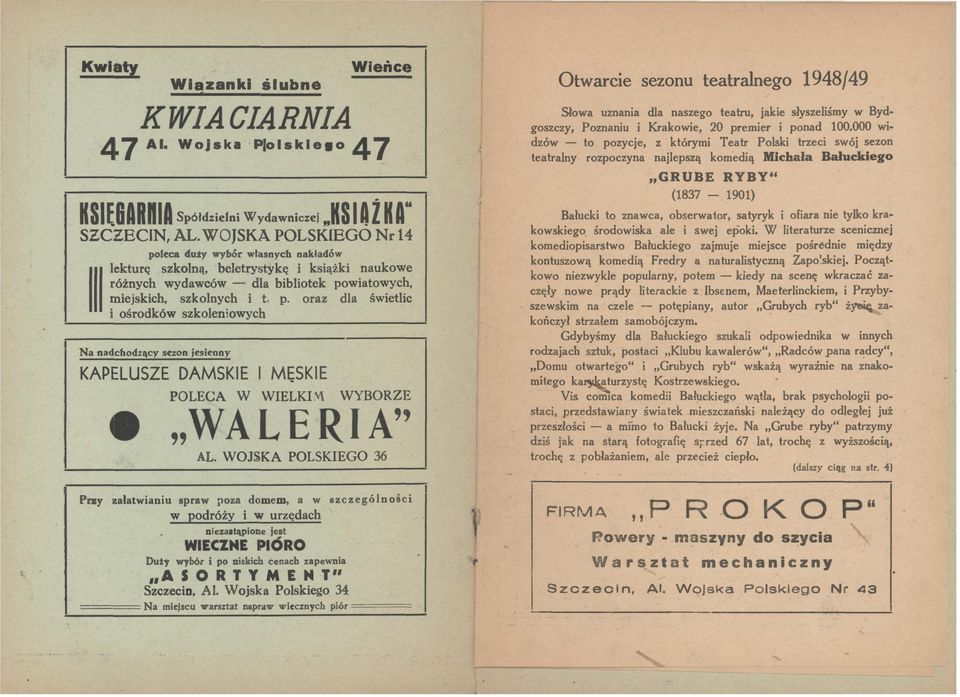 Kwiaty
Wieńce
Wiązanki ślubne
KWIACIARNIA
47 Al. Wojska Polskiego 47
KSIĘGARNIA Spółdzielni Wydawniczej „KSIĄŻKA"
SZCZECIN, AL. WOJSKA POLSKIEGO Nr 14
poleca duży wybór własnych nakładów
lekturę szkolną, beletrystykę i książki naukowe
różnych wydawców — dla bibliotek powiatowych,
miejskich, szkolnych i t. p. oraz dla świetlic
i ośrodków szkoleniowych
Na nadchodzący sezon jesienny
KAPELUSZE DAMSKIE I MĘSKIE
POLECA W WIELKIM WYBORZE
„WALERIA”
AL. WOJSKA POLSKIEGO 36
Przy załatwianiu spraw poza domem, a w szczególności
w podróży i w urzędach
niezastąpione jest
WIECZNE PIÓRO
Duży wybór i po niskich cenach zapewnia
„ASORTYMENT"
Szczecin, Al. Wojska Polskiego 34
Na miejscu warsztat napraw wiecznych piór
Otwarcie sezonu teatralnego 1948/49
Słowa uznania dla naszego teatru, jakie słyszeliśmy w Byd-
goszczy, Poznaniu i Krakowie, 20 premier i ponad 100.000 wi-
dzów — to pozycje, z którymi Teatr Polski trzeci swój sezon
teatralny rozpoczyna najlepszą komedią Michała Bałuckiego
„GRUBE RYBY"
(1837 — 1901)
Bałucki to znawca, obserwator, satyryk i ofiara nie tylko kra-
kowskiego środowiska ale i swej epoki. W literaturze scenicznej
komediopisarstwo Bałuckiego zajmuje miejsce pośrednie między
kontuszową komedią Fredry a naturalistyczną Zapolskiej. Począt-
kowo niezwykle popularny, potem — kiedy na scenę wkraczać za-
częły nowe prądy literackie z Ibsenem, Maeterlinckiem, i Przyby-
szewskim na czele — potępiany, autor „Grubych ryb" życie za-
kończył strzałem samobójczym.
Gdybyśmy dla Bałuckiego szukali odpowiednika w innych
rodzajach sztuk, postaci „Klubu kawalerów", „Radców pana radcy",
„Domu otwartego" i „Grubych ryb" wskażą wyraźnie na znako-
mitego karykaturzystę Kostrzewskiego.
Vis comica komedii Bałuckiego wątła, brak psychologii po-
staci, przedstawiany światek mieszczański należący do odległej już
przeszłości — a mimo to Bałucki żyje. Na „Grube ryby" patrzymy
dziś jak na starą fotografię sprzed 67 lat, trochę z wyższością,
trochę z pobłażaniem, ale przecież ciepło.
(dalszy ciąg na str. 4)
FIRMA „PROKOP"
Rowery - maszyny do szycia
Warsztat mechaniczny
Szczecin, Al. Wojska Polskiego Nr 43